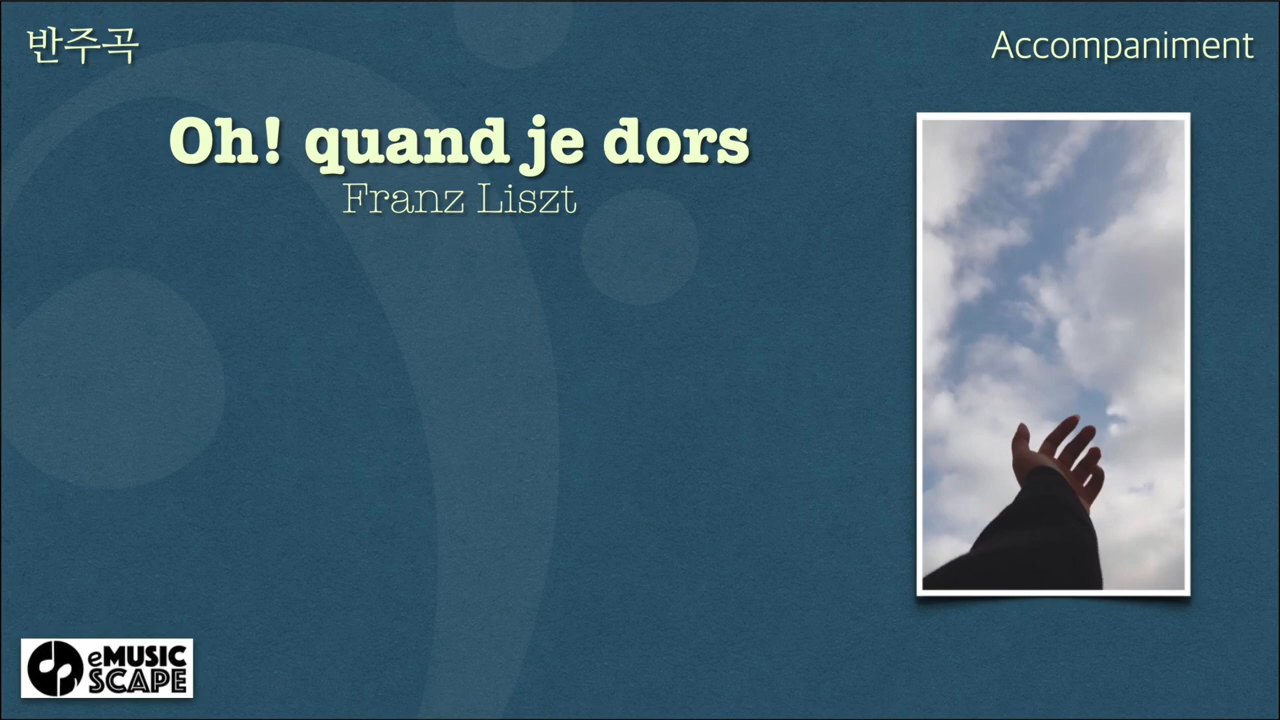 반주곡
Accompaniment
Oh! quand je dors
Franz Liszt
eMUSIC
SCAPE